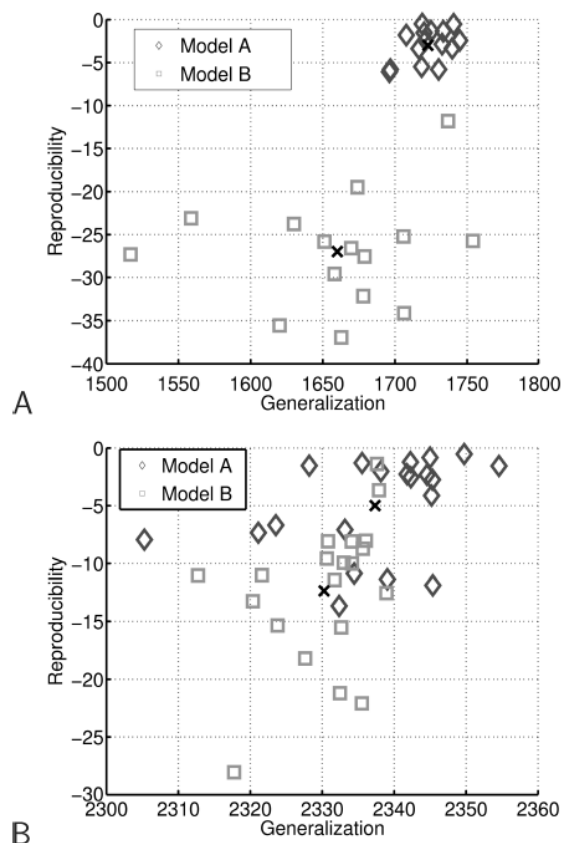 0
−5
−10
−15
−20
−25
−30
−35
−40
Reproducibility
Model A
Model B
1500 1550 1600 1650 1700 1750 1800
Generalization
A
0
−5
−10
−15
−20
−25
−30
Reproducibility
Model A
Model B
2300 2310 2320 2330 2340 2350 2360
Generalization
B